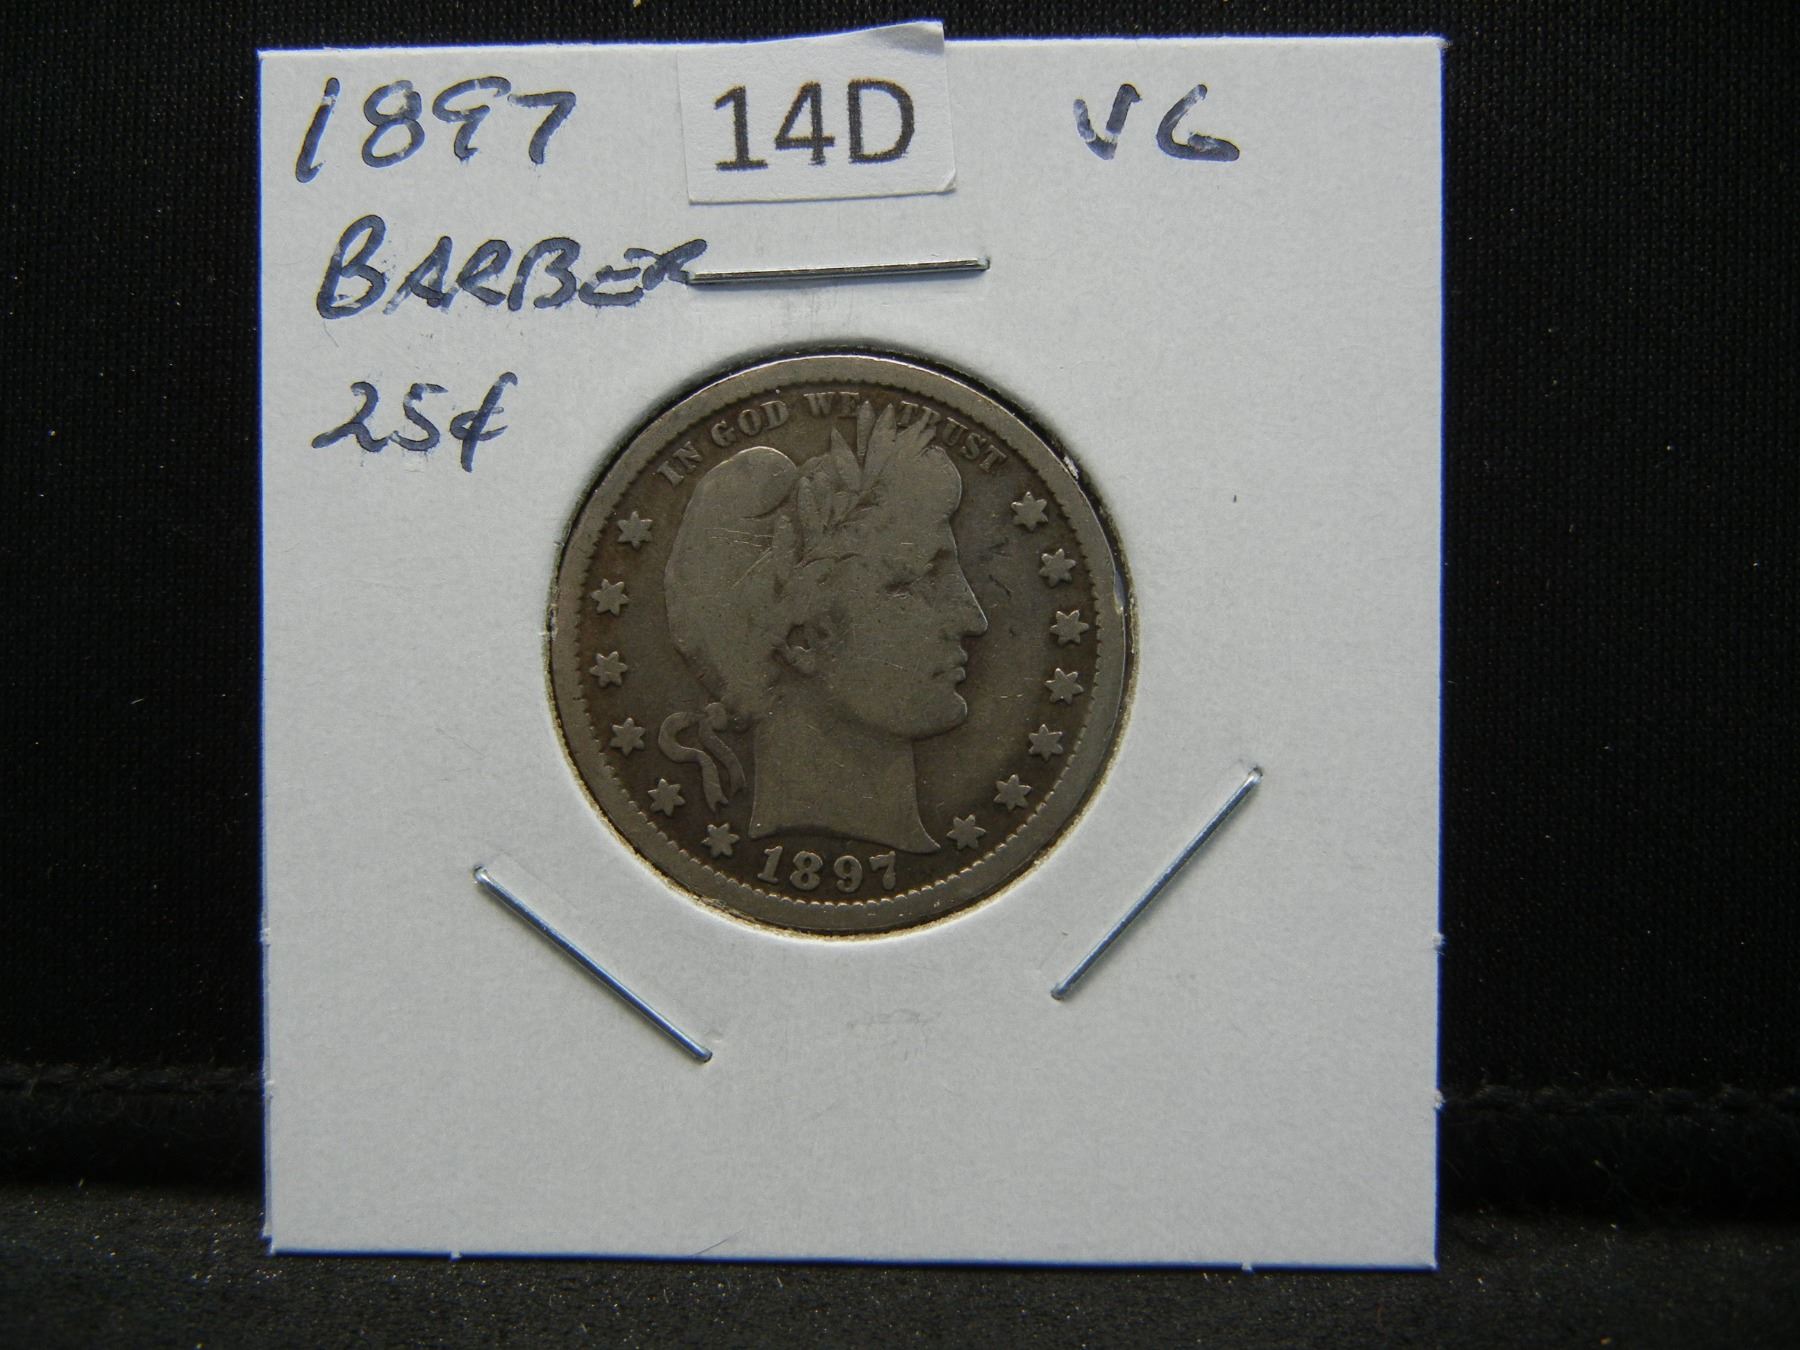 1897 14D VG
BARBER
25¢
IN GOD WE TRUST
1897